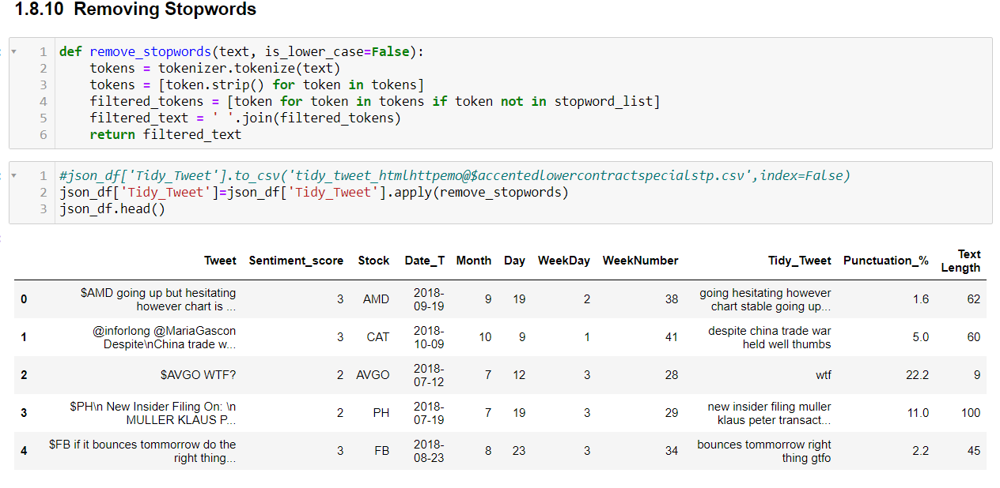 1.8.10 Removing Stopwords
1 def remove_stopwords(text, is_lower_case=False):
2 tokens = tokenizer.tokenize(text)
3 tokens = [token.strip() for token in tokens]
4 filtered_tokens = [token for token in tokens if token not in stopword_list]
5 filtered_text = ' '.join(filtered_tokens)
6 return filtered_text
1 #json_df['Tidy_Tweet'].to_csv('tidy_tweet_htmlhttpemo@$accentedlowercontractspecialstp.csv',index=False)
2 json_df['Tidy_Tweet']=json_df['Tidy_Tweet'].apply(remove_stopwords)
3 json_df.head()
Tweet Sentiment_score Stock Date_T Month Day WeekDay WeekNumber Tidy_Tweet Punctuation_% Text
Length
0 $AMD going up but hesitating 3 AMD 2018- 9 19 2 38 going hesitating however 1.6 62
however chart is ... 09-19 chart stable going up...
1 @inforlong @MariaGascon 3 CAT 2018- 10 9 1 41 despite china trade war 5.0 60
Despite\nChina trade w... 10-09 held well thumbs
2 $AVGO WTF? 2 AVGO 2018- 7 12 3 28 wtf 22.2 9
07-12
3 $PH\n New Insider Filing On: \n 2 PH 2018- 7 19 3 29 new insider filing muller 11.0 100
MULLER KLAUS P... 07-19 klaus peter transact...
4 $FB if it bounces tommorrow do the 3 FB 2018- 8 23 3 34 bounces tommorrow right 2.2 45
right thing... 08-23 thing gtfo